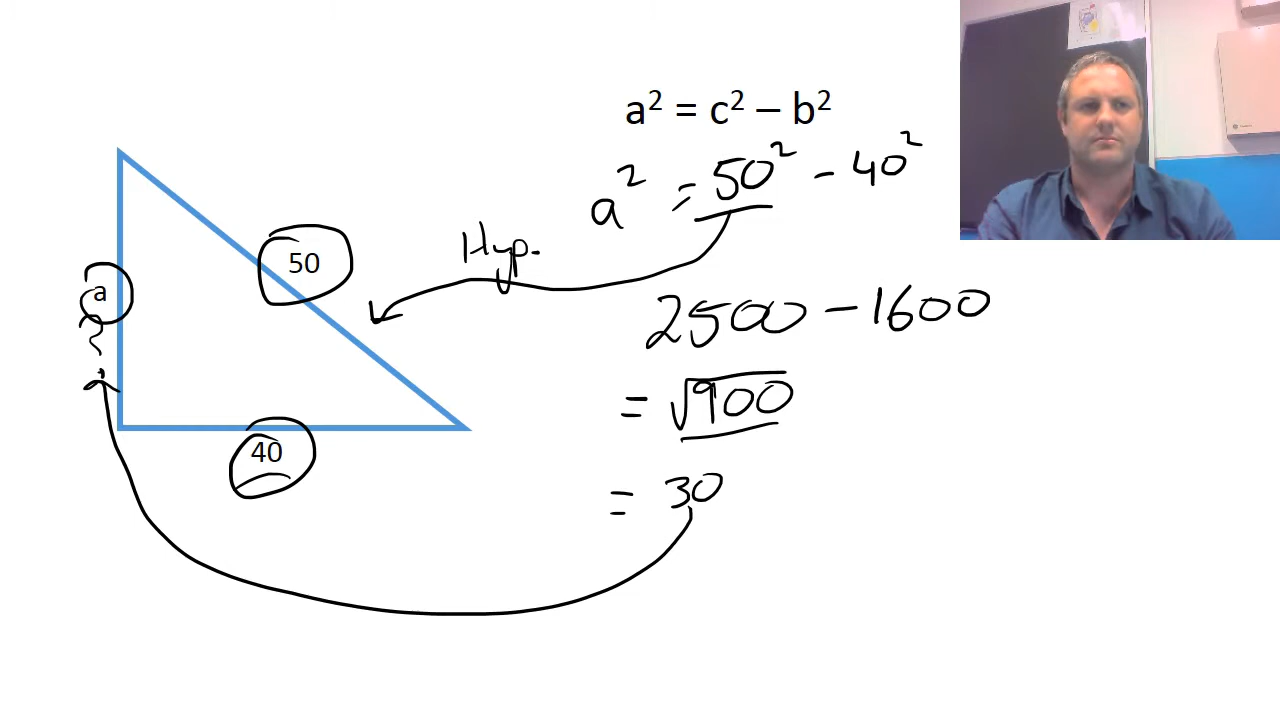 a² = c² – b²
a² = 50² - 40²
Hyp.
50
a
?
2500 - 1600
= √900
40
= 30